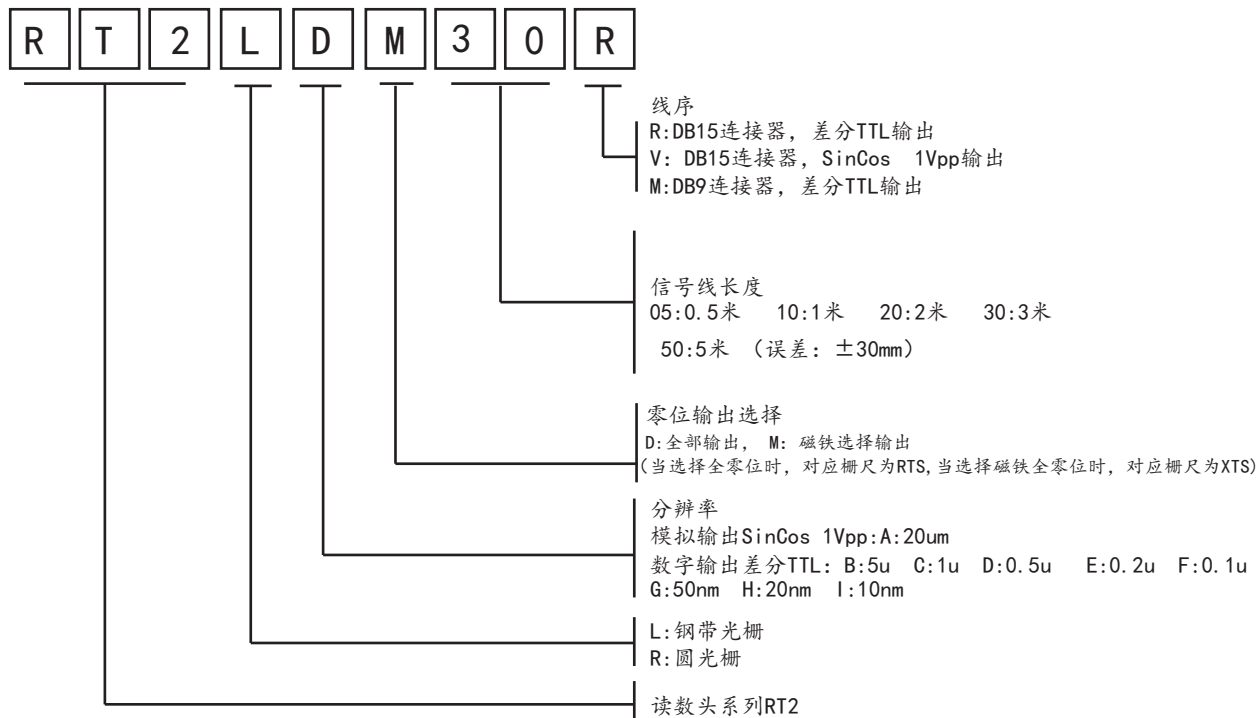 RT2LDM30R
线序
R:DB15连接器，差分TTL输出
V: DB15连接器，SinCos 1Vpp输出
M:DB9连接器，差分TTL输出
信号线长度
05:0.5米 10:1米 20:2米 30:3米
50:5米 （误差：±30mm）
零位输出选择
D:全部输出， M: 磁铁选择输出
(当选择全零位时，对应栅尺为RTS,当选择磁铁全零位时，对应栅尺为XTS)
分辨率
模拟输出SinCos 1Vpp:A:20um
数字输出差分TTL: B:5u C:1u D:0.5u E:0.2u F:0.1u
G:50nm H:20nm I:10nm
L:钢带光栅
R:圆光栅
读数头系列RT2